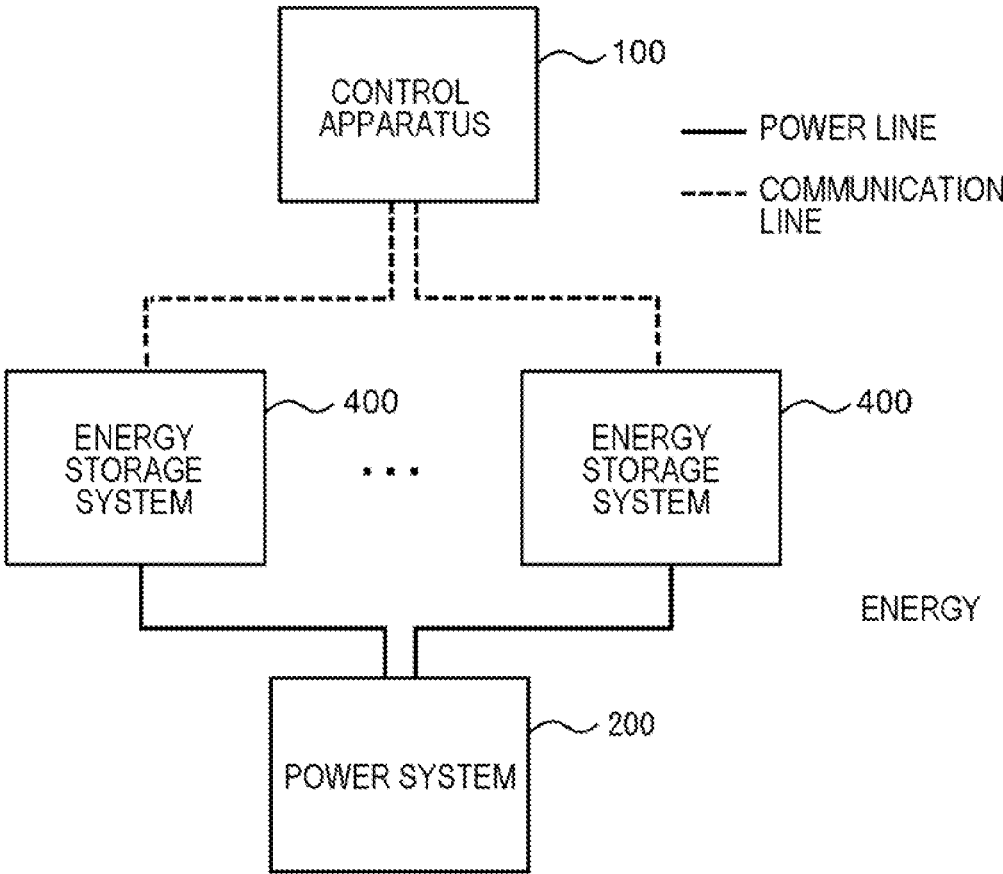 100
CONTROL
APPARATUS
POWER LINE
COMMUNICATION
LINE
400
ENERGY
STORAGE
SYSTEM
...
400
ENERGY
STORAGE
SYSTEM
ENERGY
200
POWER SYSTEM